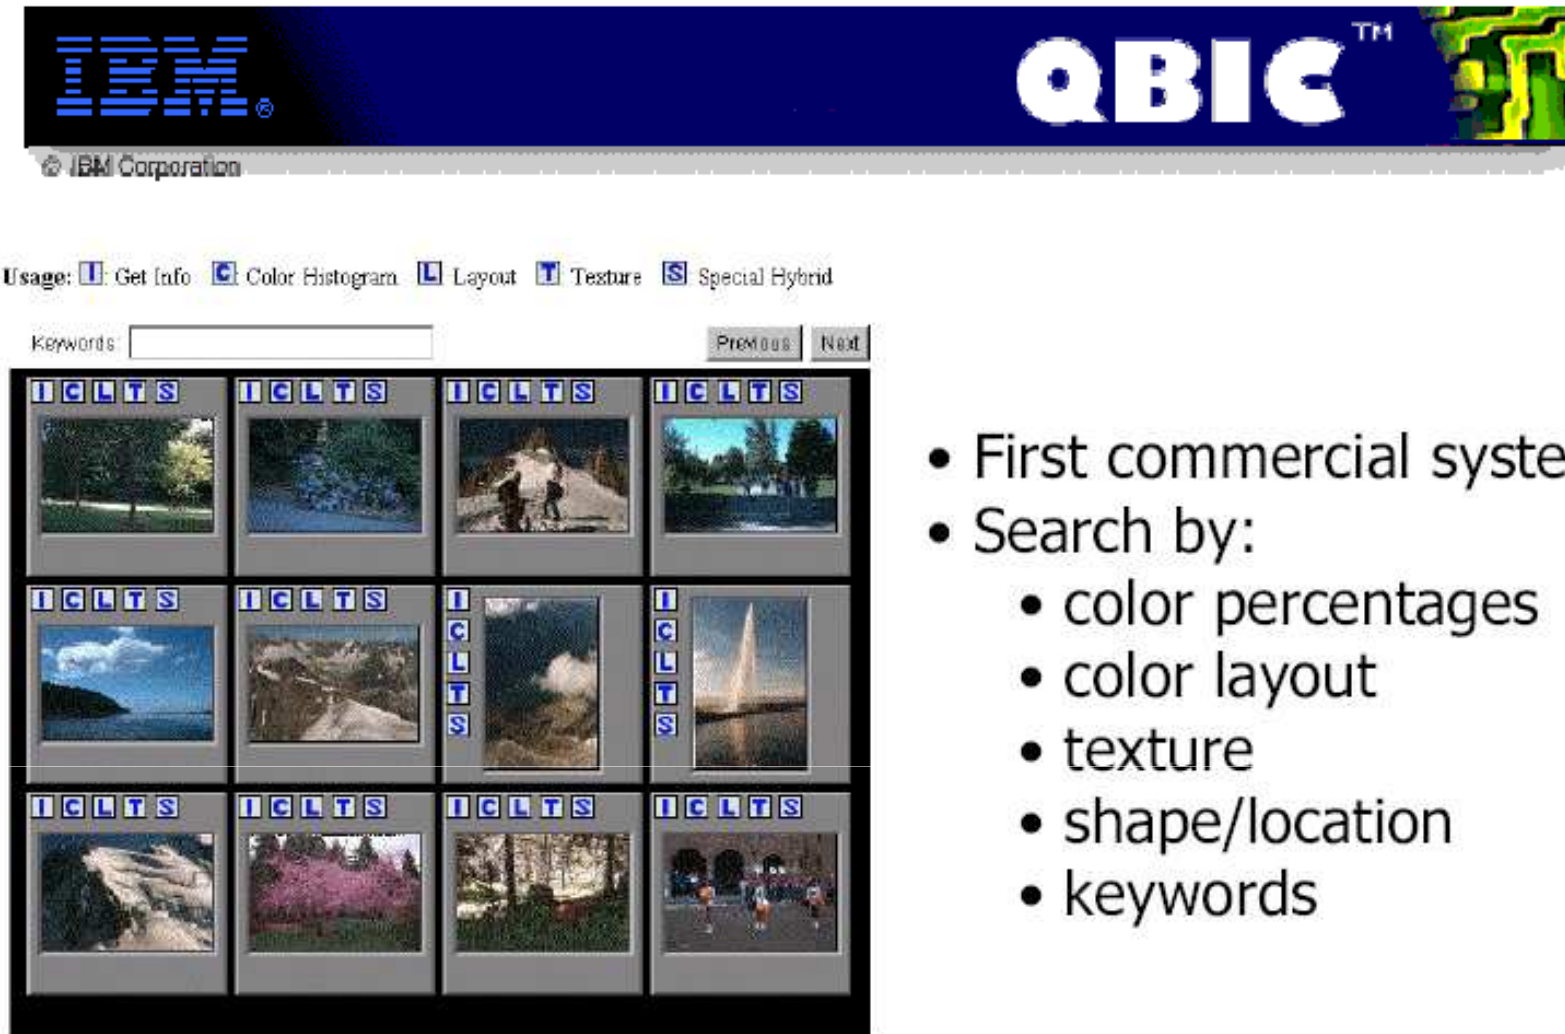 IBM®
QBIC™
© IBM Corporation
Usage: I: Get Info C: Color Histogram L: Layout T: Texture S: Special Hybrid
Keywords:
Previous Next
I C L T S I C L T S I C L T S I C L T S
I C L T S I C L T S I C L T S I C L T S
I C L T S I C L T S I C L T S I C L T S
• First commercial syste
• Search by:
• color percentages
• color layout
• texture
• shape/location
• keywords